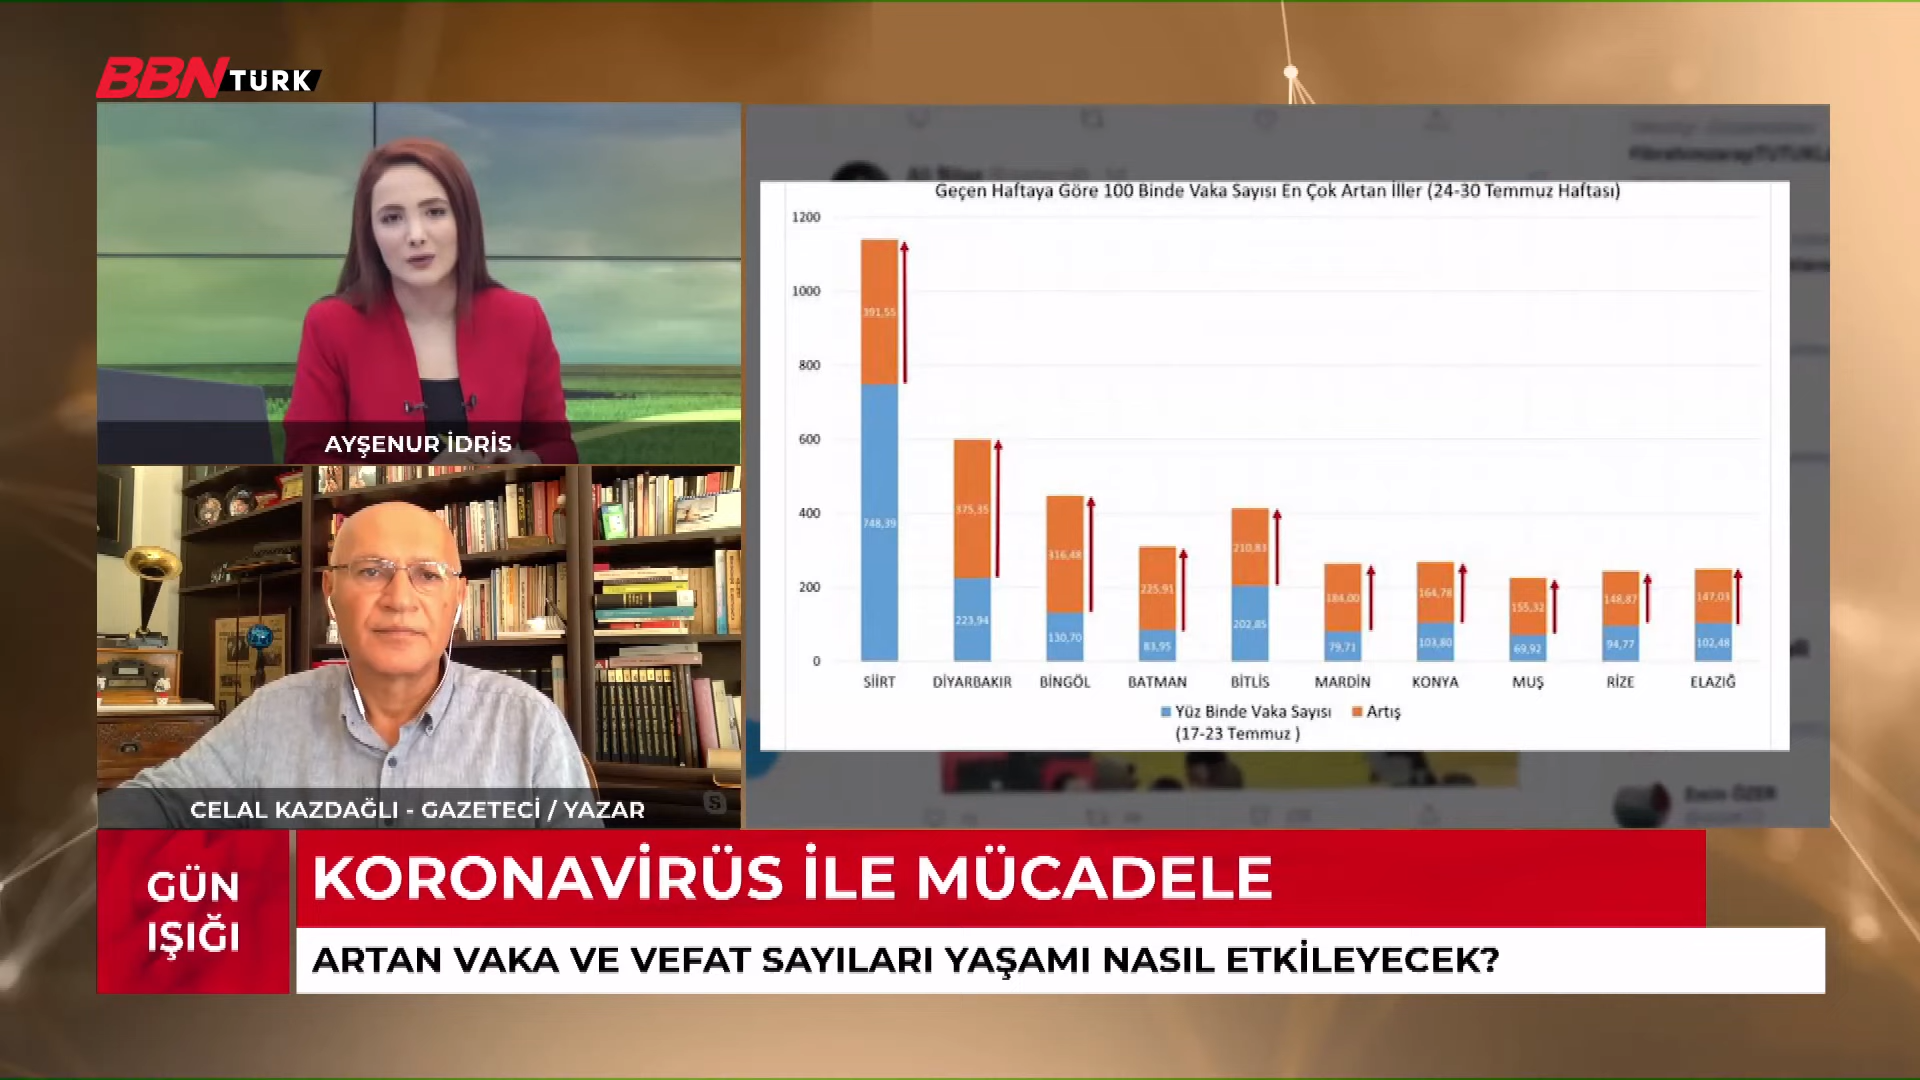 BBN TÜRK
AYŞENUR İDRİS
CELAL KAZDAĞLI - GAZETECİ / YAZAR
Geçen Haftaya Göre 100 Binde Vaka Sayısı En Çok Artan İller (24-30 Temmuz Haftası)
1200
1000
800
600
400
200
0
391,55
748,39
375,35
223,94
316,48
130,70
225,91
83,95
210,83
202,85
184,00
79,71
164,78
103,80
155,32
69,92
148,87
94,77
147,03
102,48
SİİRT DİYARBAKIR BİNGÖL BATMAN BİTLİS MARDİN KONYA MUŞ RİZE ELAZIĞ
Yüz Binde Vaka Sayısı Artış
(17-23 Temmuz )
Emin ÖZER
GÜN
IŞIĞI
KORONAVİRÜS İLE MÜCADELE
ARTAN VAKA VE VEFAT SAYILARI YAŞAMI NASIL ETKİLEYECEK?